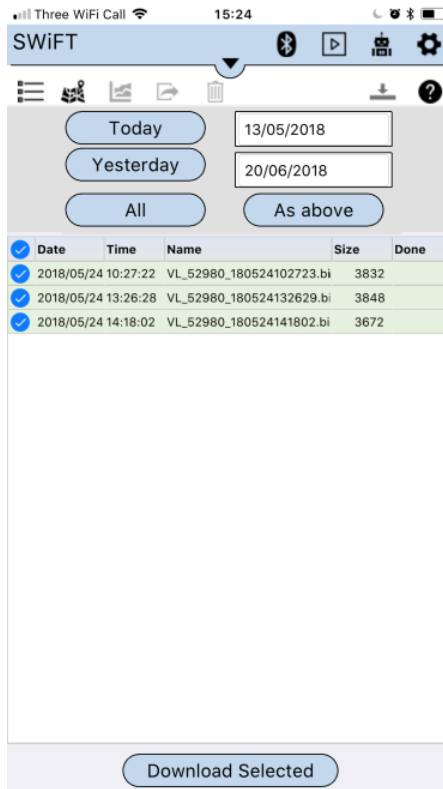 Three WiFi Call 15:24
SWiFT
Today 13/05/2018
Yesterday 20/06/2018
All As above
Date Time Name Size Done
2018/05/24 10:27:22 VL_52980_180524102723.bi 3832
2018/05/24 13:26:28 VL_52980_180524132629.bi 3848
2018/05/24 14:18:02 VL_52980_180524141802.bi 3672
Download Selected